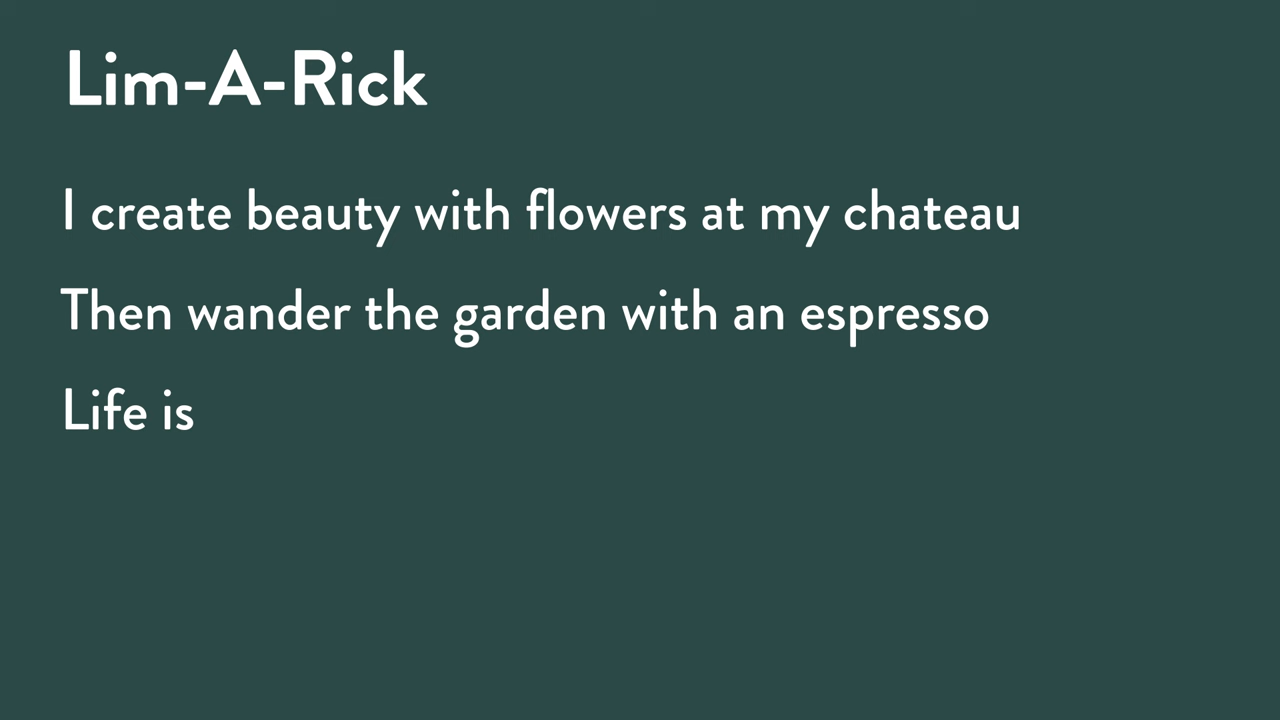 Lim-A-Rick
I create beauty with flowers at my chateau
Then wander the garden with an espresso
Life is